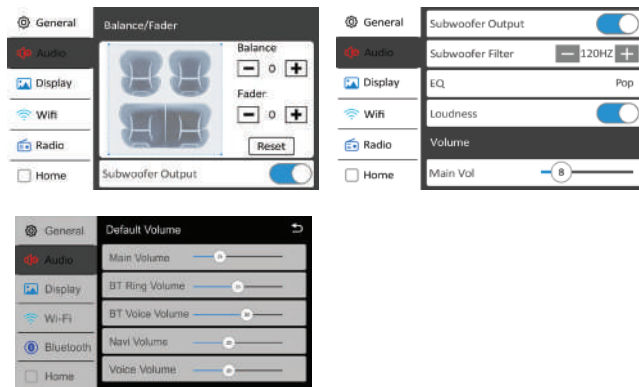 General
Audio
Display
Wifi
Radio
Home
Balance/Fader
Balance
0
Fader
0
Reset
Subwoofer Output
General
Audio
Display
Wifi
Radio
Home
Subwoofer Output
Subwoofer Filter 120HZ
EQ Pop
Loudness
Volume
Main Vol 8
General
Audio
Display
Wi-Fi
Bluetooth
Home
Default Volume
Main Volume
BT Ring Volume
BT Voice Volume
Navi Volume
Voice Volume